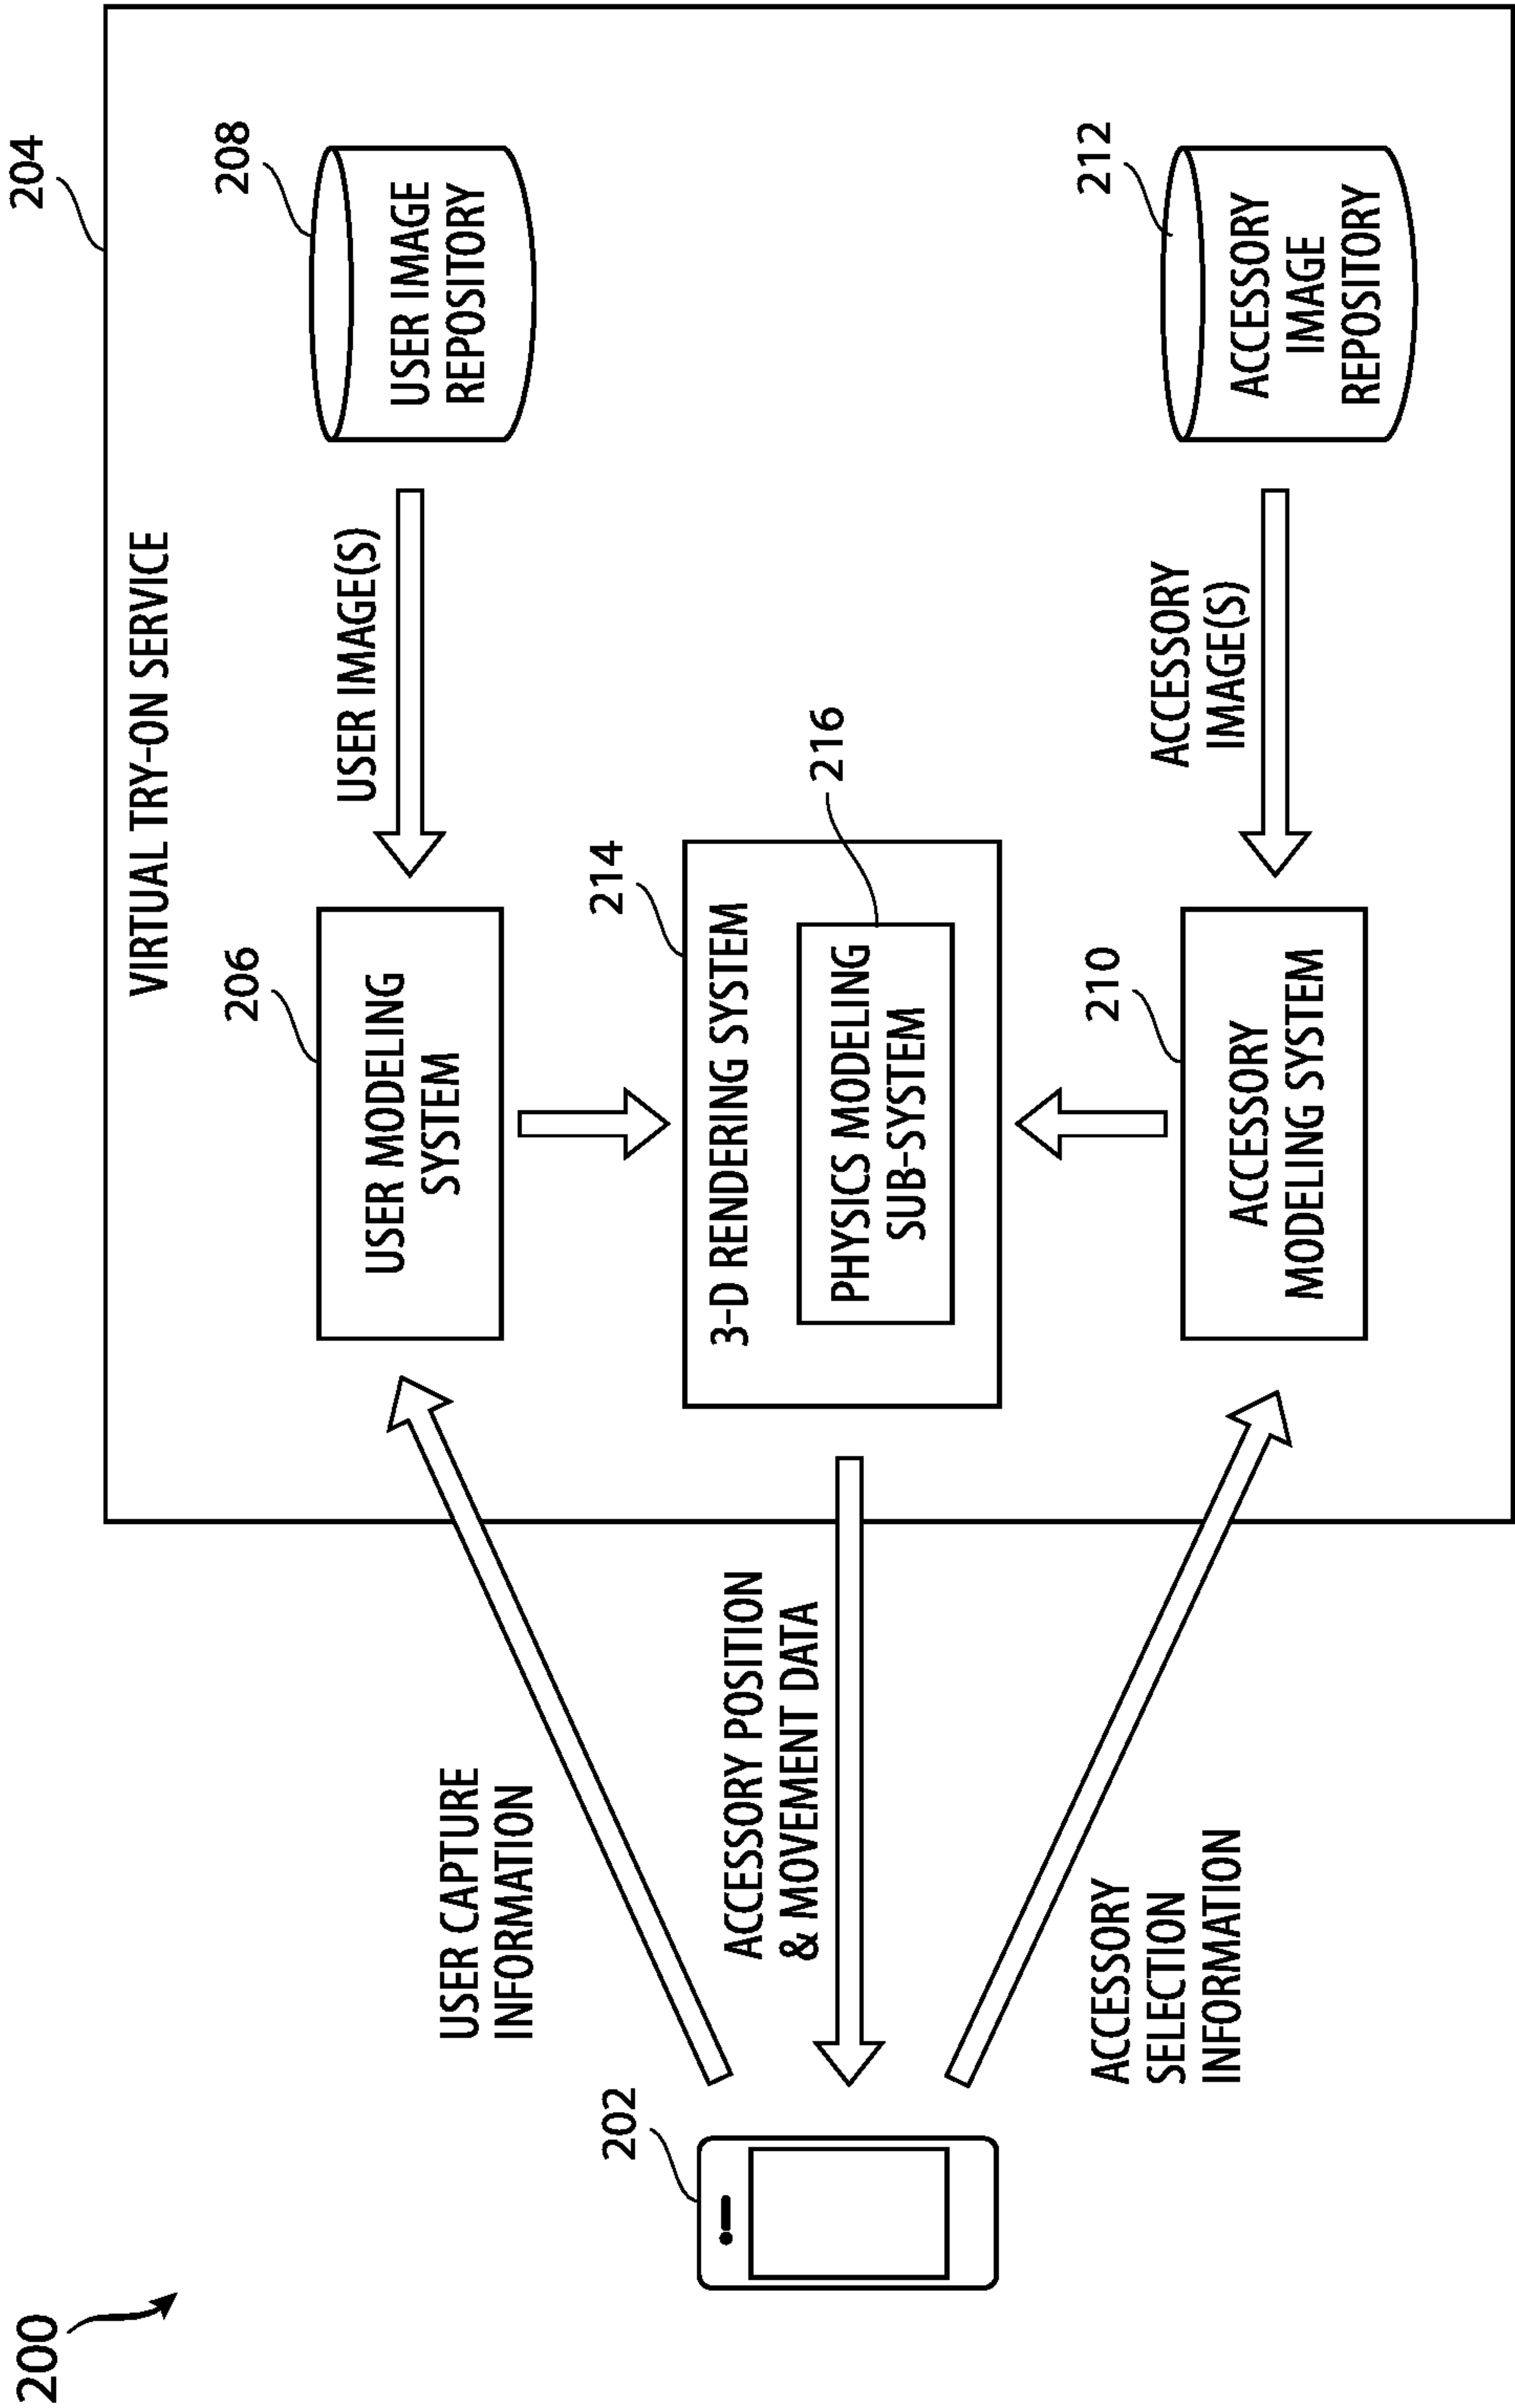 200
204
VIRTUAL TRY-ON SERVICE
206
USER MODELING
SYSTEM
USER IMAGE(S)
208
USER IMAGE
REPOSITORY
USER CAPTURE
INFORMATION
202
ACCESSORY POSITION
& MOVEMENT DATA
214
3-D RENDERING SYSTEM
216
PHYSICS MODELING
SUB-SYSTEM
ACCESSORY
SELECTION
INFORMATION
210
ACCESSORY
MODELING SYSTEM
ACCESSORY
IMAGE(S)
212
ACCESSORY
IMAGE
REPOSITORY